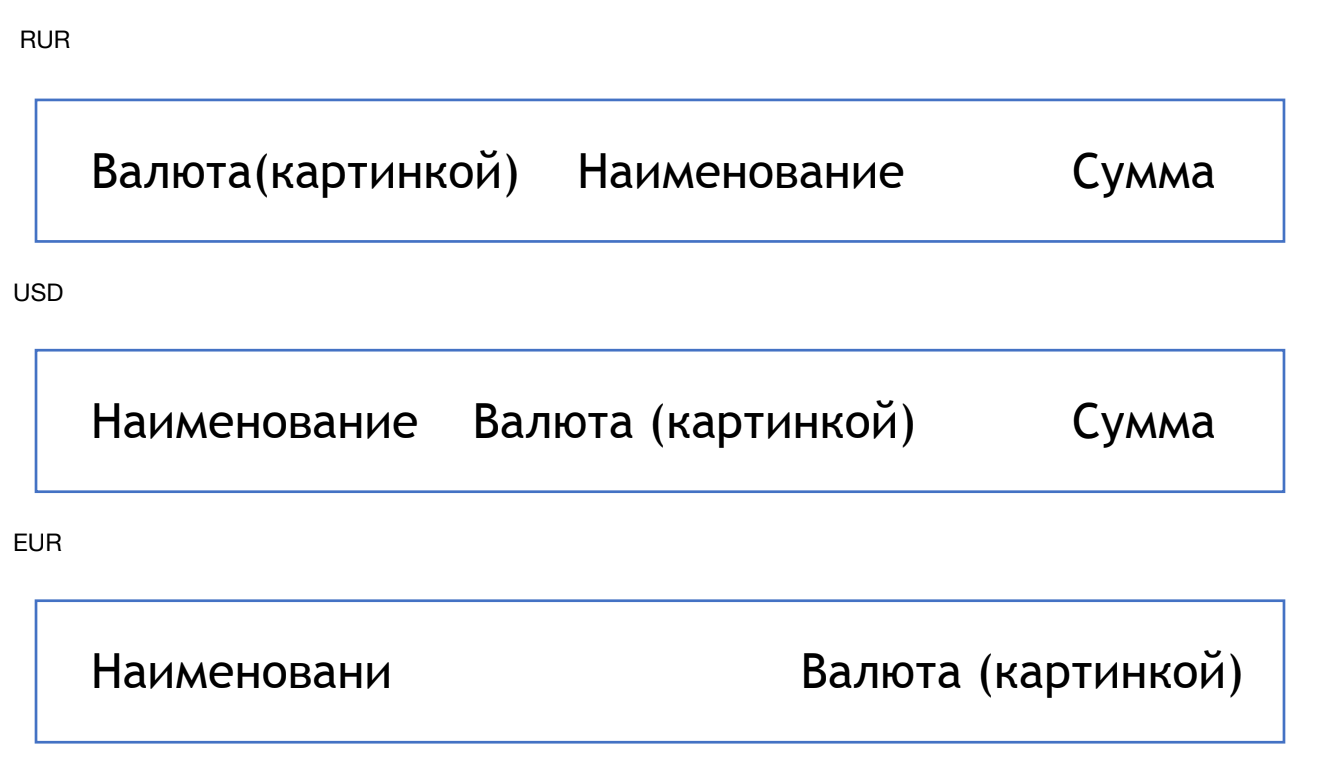 RUR
Валюта(картинкой) Наименование Сумма
USD
Наименование Валюта (картинкой) Сумма
EUR
Наименовани Валюта (картинкой)